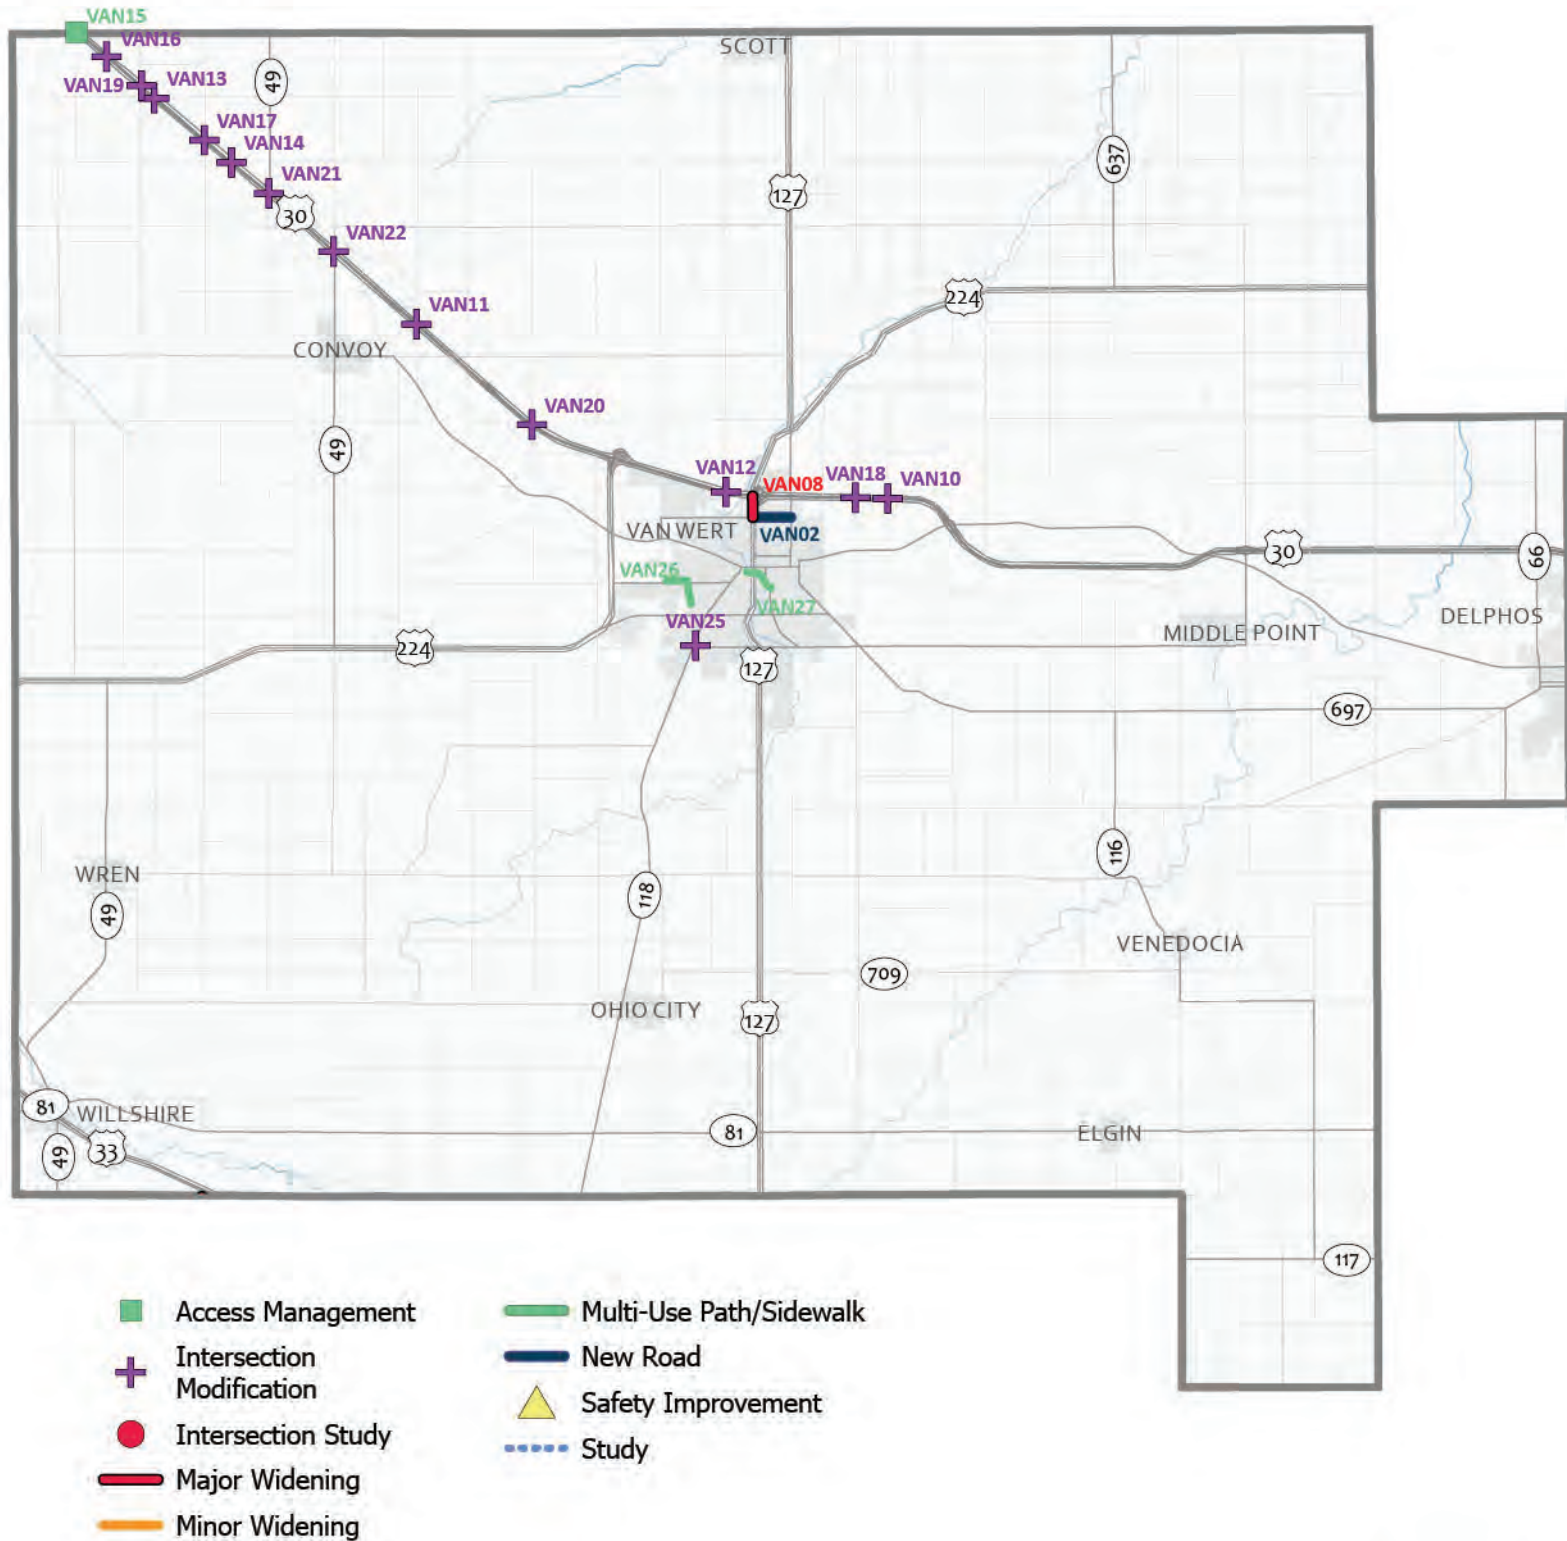 VAN15
VAN16
SCOTT
VAN19
VAN13
49
VAN17
VAN14
637
VAN21
127
30
VAN22
224
VAN11
CONVOY
VAN20
49
VAN12
VAN08
VAN18
VAN10
VAN WERT
VAN02
30
66
VAN26
VAN27
DELPHOS
VAN25
MIDDLE POINT
224
127
697
116
WREN
118
49
VENEDOCIA
709
OHIO CITY
127
81
WILLSHIRE
81
ELGIN
33
49
117
Access Management
Intersection
Modification
Intersection Study
Major Widening
Minor Widening
Multi-Use Path/Sidewalk
New Road
Safety Improvement
Study